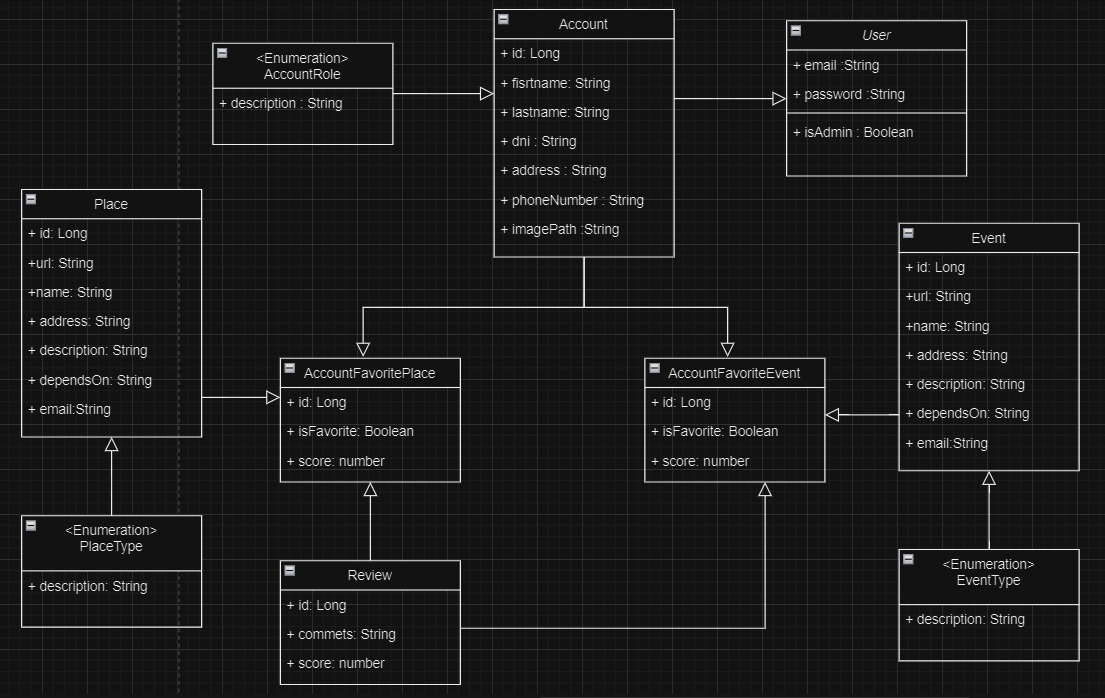 <Enumeration>
AccountRole
+ description : String
Account
+ id: Long
+ fisrtname: String
+ lastname: String
+ dni : String
+ address : String
+ phoneNumber : String
+ imagePath :String
User
+ email :String
+ password :String
+ isAdmin : Boolean
Place
+ id: Long
+url: String
+name: String
+ address: String
+ description: String
+ dependsOn: String
+ email:String
Event
+ id: Long
+url: String
+name: String
+ address: String
+ description: String
+ dependsOn: String
+ email:String
AccountFavoritePlace
+ id: Long
+ isFavorite: Boolean
+ score: number
AccountFavoriteEvent
+ id: Long
+ isFavorite: Boolean
+ score: number
<Enumeration>
PlaceType
+ description: String
Review
+ id: Long
+ commets: String
+ score: number
<Enumeration>
EventType
+ description: String